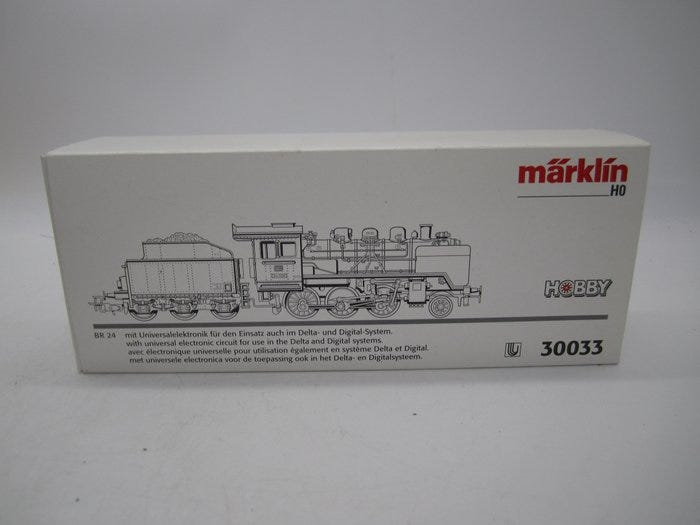 märklin
H0
HOBBY
BR 24 mit Universalelektronik für den Einsatz auch im Delta- und Digital-System.
with universal electronic circuit for use in the Delta and Digital systems.
avec électronique universelle pour utilisation également en système Delta et Digital.
met universele electronica voor de toepassing ook in het Delta- en Digitalsysteem.
U 30033